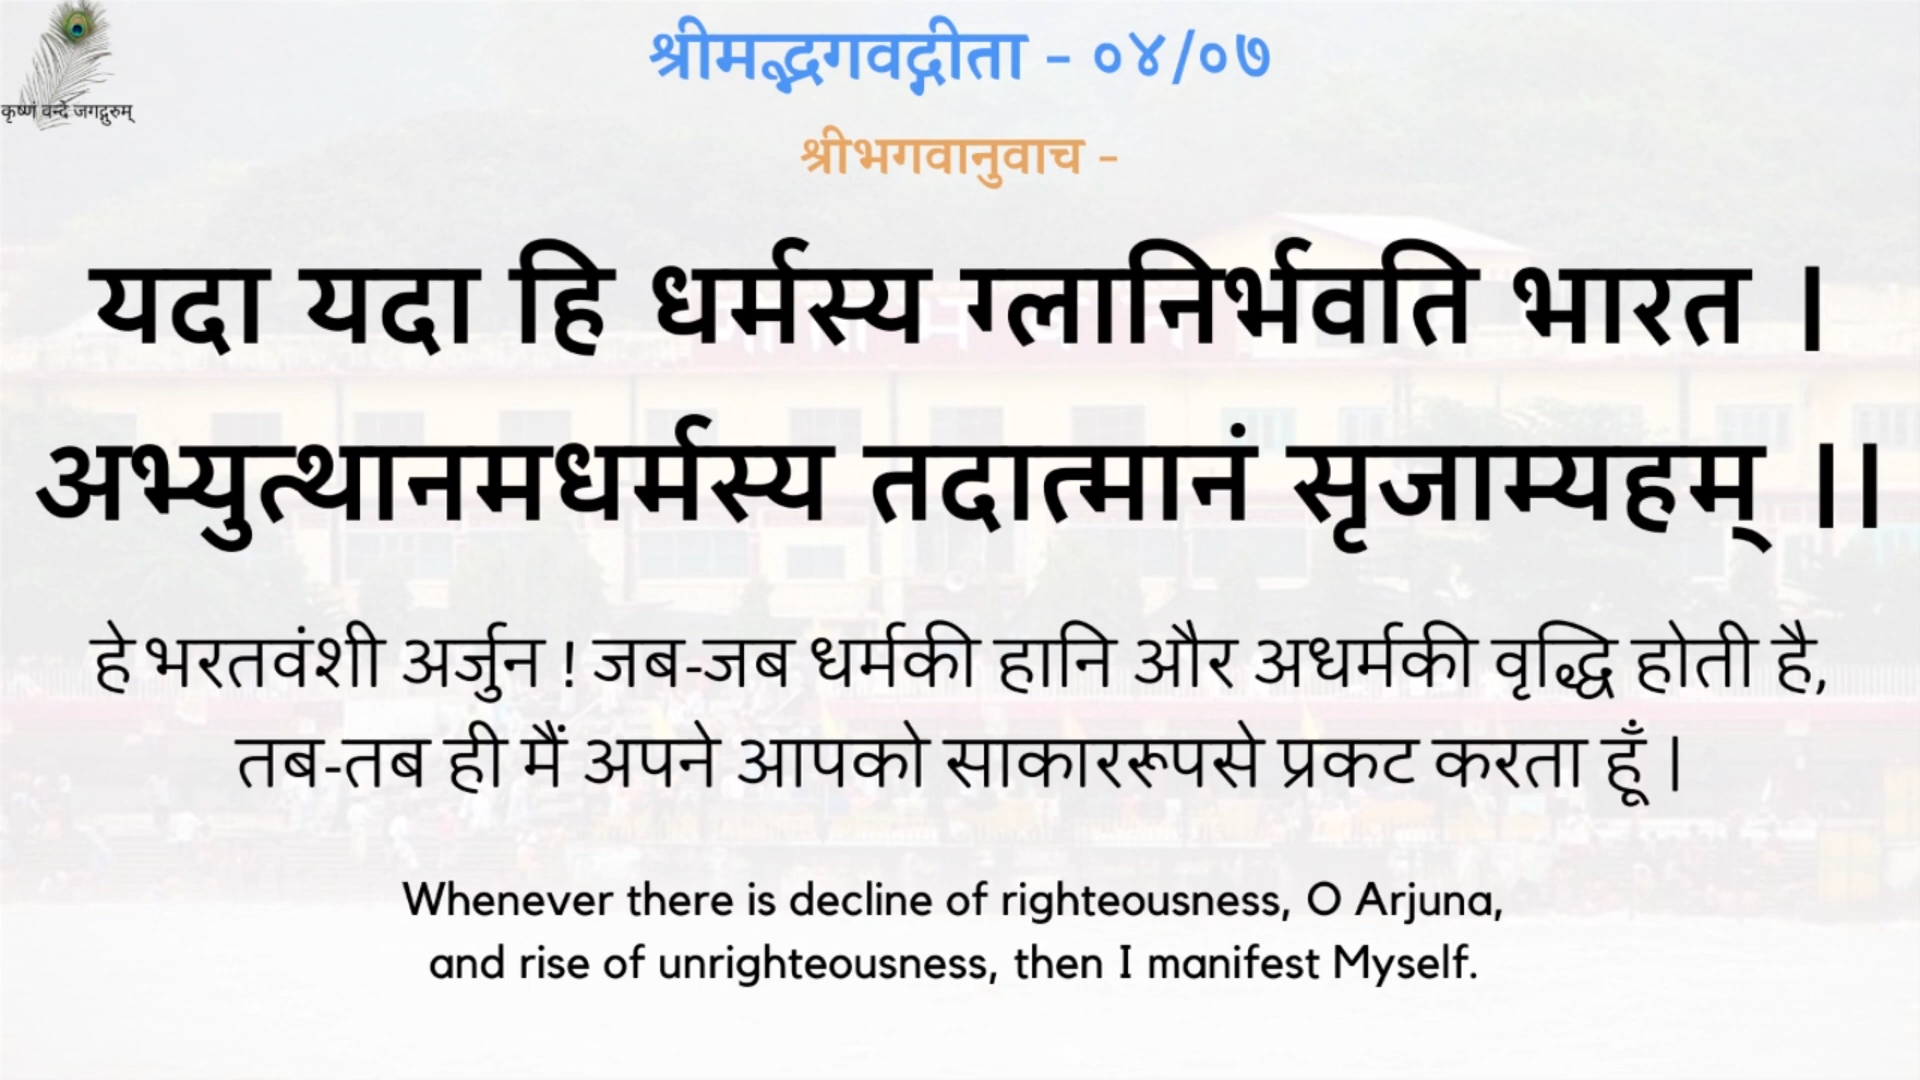 श्रीमद्भगवद्गीता - ०४/०७
कृष्णं वन्दे जगद्गुरुम्
श्रीभगवानुवाच -
यदा यदा हि धर्मस्य ग्लानिर्भवति भारत ।
अभ्युत्थानमधर्मस्य तदात्मानं सृजाम्यहम् ।।
हे भरतवंशी अर्जुन ! जब-जब धर्मकी हानि और अधर्मकी वृद्धि होती है,
तब-तब ही मैं अपने आपको साकाररूपसे प्रकट करता हूँ ।
Whenever there is decline of righteousness, O Arjuna,
and rise of unrighteousness, then I manifest Myself.